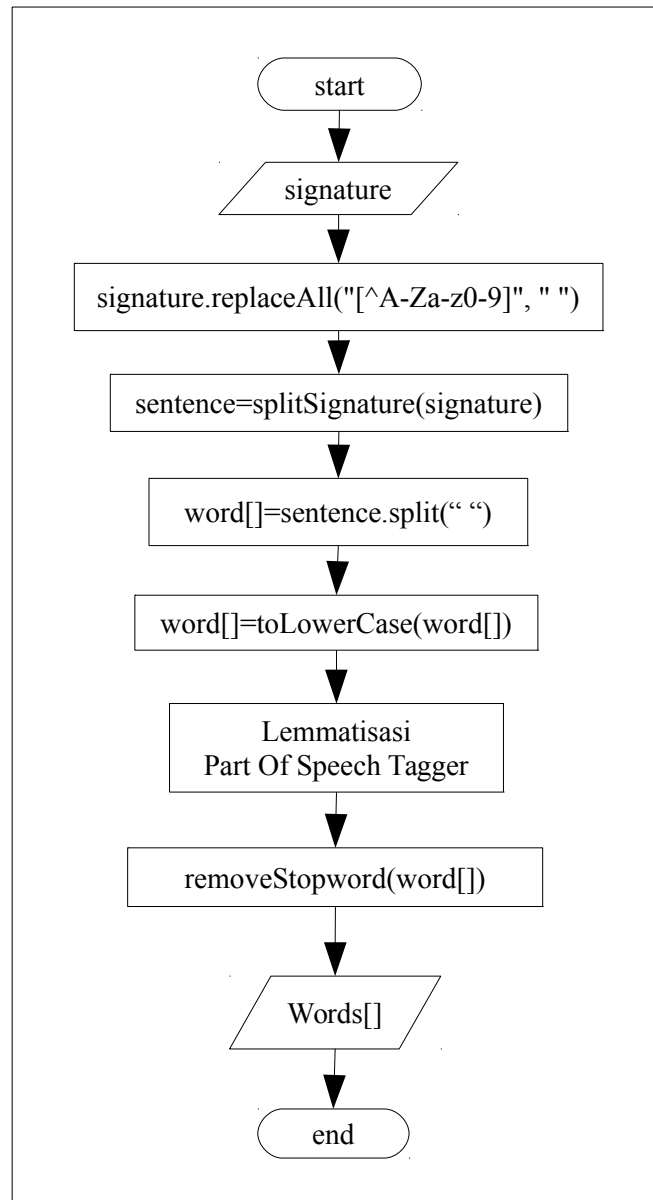 start
signature
signature.replaceAll("[^A-Za-z0-9]", " ")
sentence=splitSignature(signature)
word[]=sentence.split(“ “)
word[]=toLowerCase(word[])
Lemmatisasi
Part Of Speech Tagger
removeStopword(word[])
Words[]
end